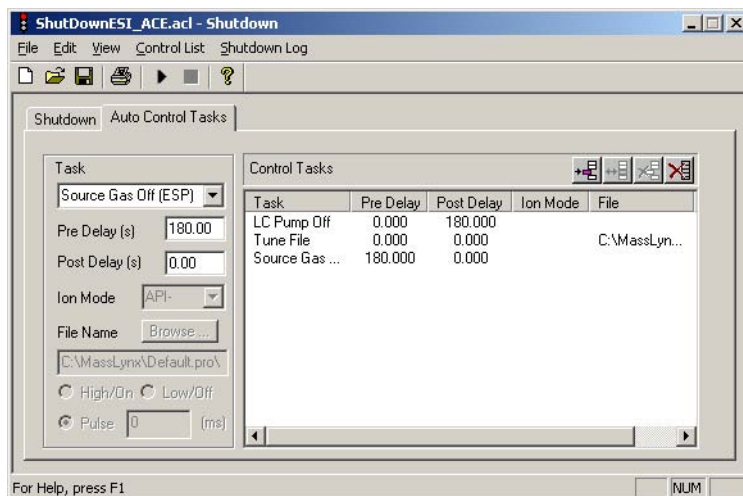 ShutDownESI_ACE.acl - Shutdown
File Edit View Control List Shutdown Log
Shutdown Auto Control Tasks
Task
Source Gas Off (ESP)
Pre Delay (s) 180.00
Post Delay (s) 0.00
Ion Mode API-
File Name Browse ...
C:\MassLynx\Default.pro\
High/On Low/Off
Pulse 0 (ms)
Control Tasks
Task Pre Delay Post Delay Ion Mode File
LC Pump Off 0.000 180.000
Tune File 0.000 0.000 C:\MassLyn...
Source Gas ... 180.000 0.000
For Help, press F1 NUM